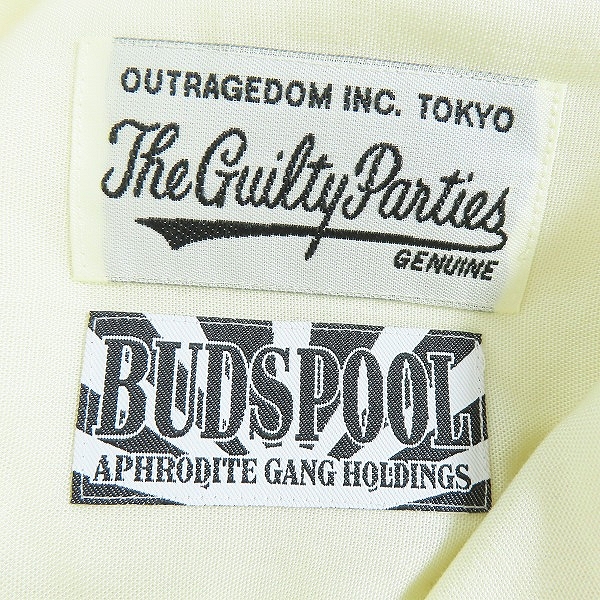 OUTRAGEDOM INC. TOKYO
The Guilty Parties
GENUINE
BUDSPOOL
APHRODITE GANG HOLDINGS